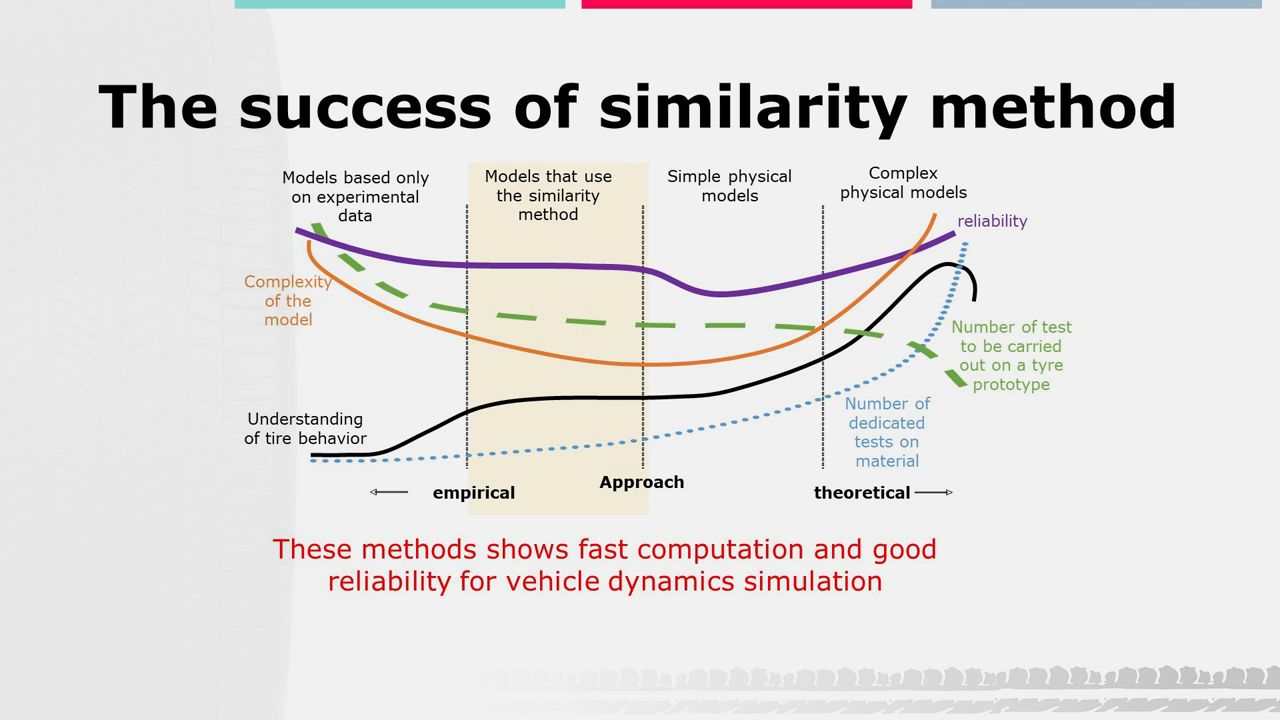 The success of similarity method
Models based only
on experimental
data
Models that use
the similarity
method
Simple physical
models
Complex
physical models
reliability
Complexity
of the
model
Number of test
to be carried
out on a tyre
prototype
Understanding
of tire behavior
Number of
dedicated
tests on
material
empirical
Approach
theoretical
These methods shows fast computation and good
reliability for vehicle dynamics simulation